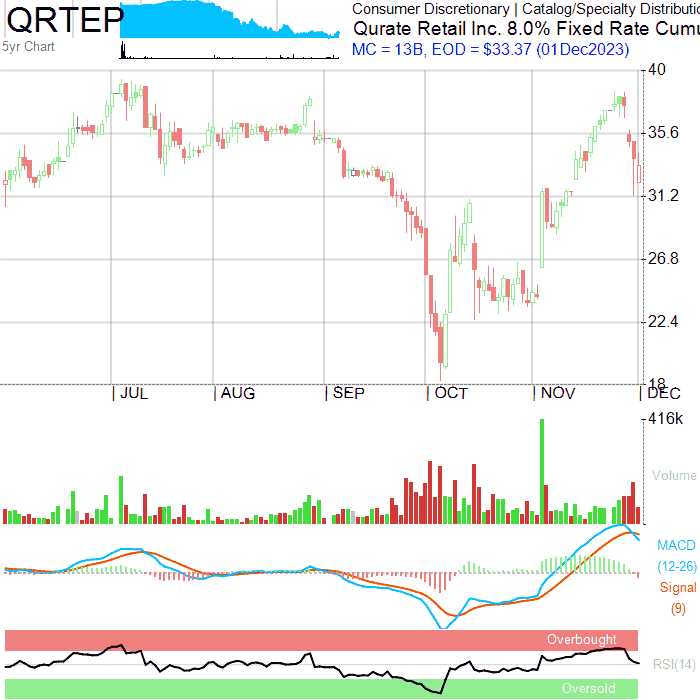 QRTEP
5yr Chart
Consumer Discretionary | Catalog/Specialty Distributio
Qurate Retail Inc. 8.0% Fixed Rate Cumu
MC = 13B, EOD = $33.37 (01Dec2023)
40
35.6
31.2
26.8
22.4
18
JUL AUG SEP OCT NOV DEC
416k
Volume
MACD
(12-26)
Signal
(9)
Overbought
RSI(14)
Oversold